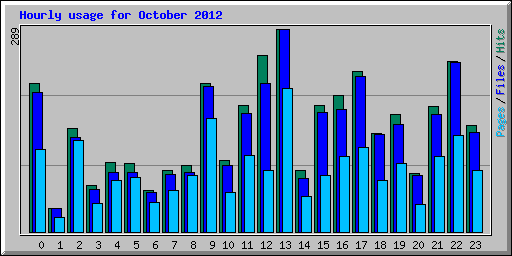 Hourly usage for October 2012
289
Pages / Files / Hits
0 1 2 3 4 5 6 7 8 9 10 11 12 13 14 15 16 17 18 19 20 21 22 23